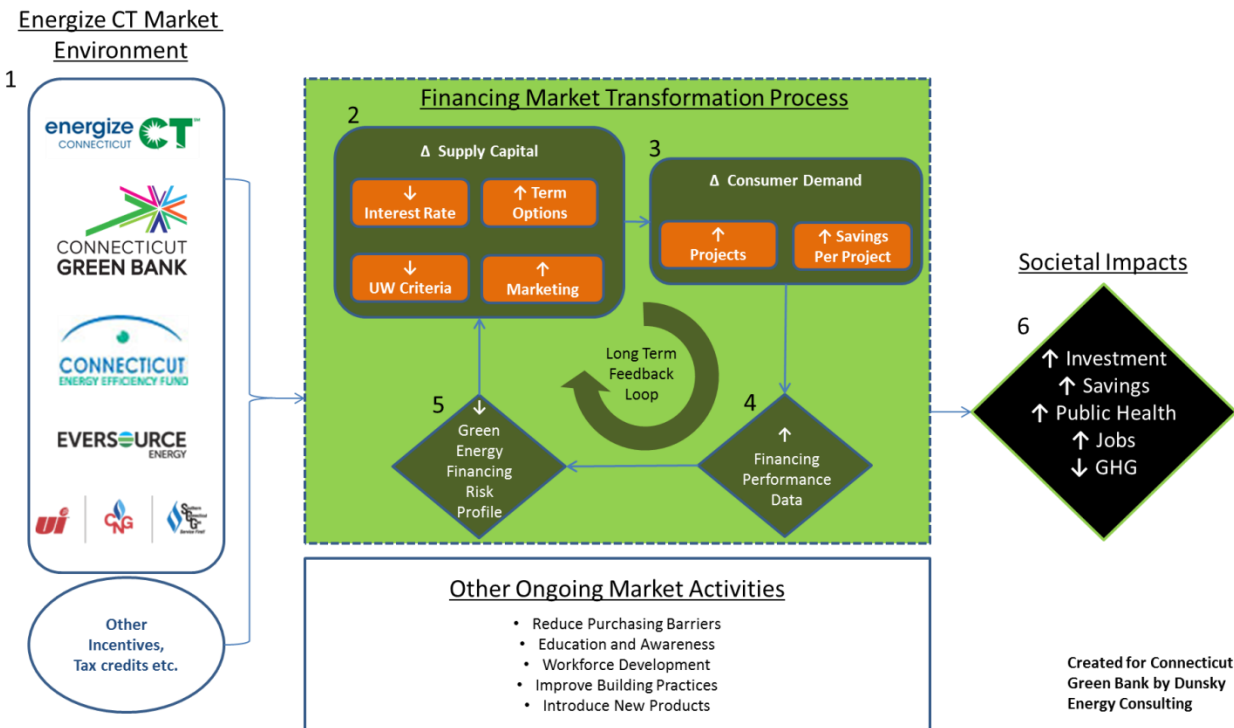 Energize CT Market
Environment
1
energize CT℠
CONNECTICUT
CONNECTICUT
GREEN BANK
CONNECTICUT
ENERGY EFFICIENCY FUND
EVERSOURCE
ENERGY
ui
CNG
Southern
Connecticut
Gas
Other
Incentives,
Tax credits etc.
Financing Market Transformation Process
2
Δ Supply Capital
↓
Interest Rate
↑ Term
Options
↓
UW Criteria
↑
Marketing
3
Δ Consumer Demand
↑
Projects
↑ Savings
Per Project
Long Term
Feedback
Loop
4
↑
Financing
Performance
Data
5
↓
Green
Energy
Financing
Risk
Profile
Other Ongoing Market Activities
• Reduce Purchasing Barriers
• Education and Awareness
• Workforce Development
• Improve Building Practices
• Introduce New Products
Societal Impacts
6
↑ Investment
↑ Savings
↑ Public Health
↑ Jobs
↓ GHG
Created for Connecticut
Green Bank by Dunsky
Energy Consulting